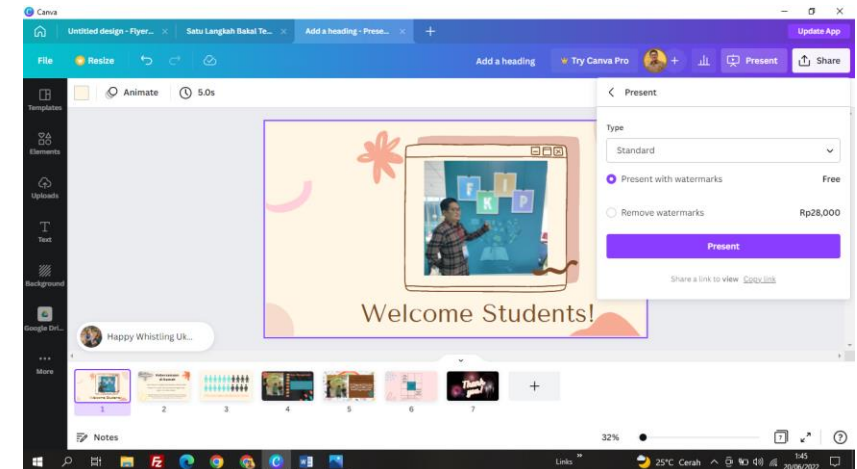 Canva
Untitled design - Flyer...
Satu Langkah Bakal Te...
Add a heading - Prese...
Update App
File
Resize
Add a heading
Try Canva Pro
Present
Share
Templates
Elements
Uploads
Text
Background
Google Dri...
More
Animate
5.0s
Present
Type
Standard
Present with watermarks
Free
Remove watermarks
Rp28,000
Present
Share a link to view Copy link
F I
K P
Welcome Students!
Happy Whistling Uk...
Thank you!
1 2 3 4 5 6 7
Notes
32%
7
Links
25°C Cerah
1:45
20/06/2022